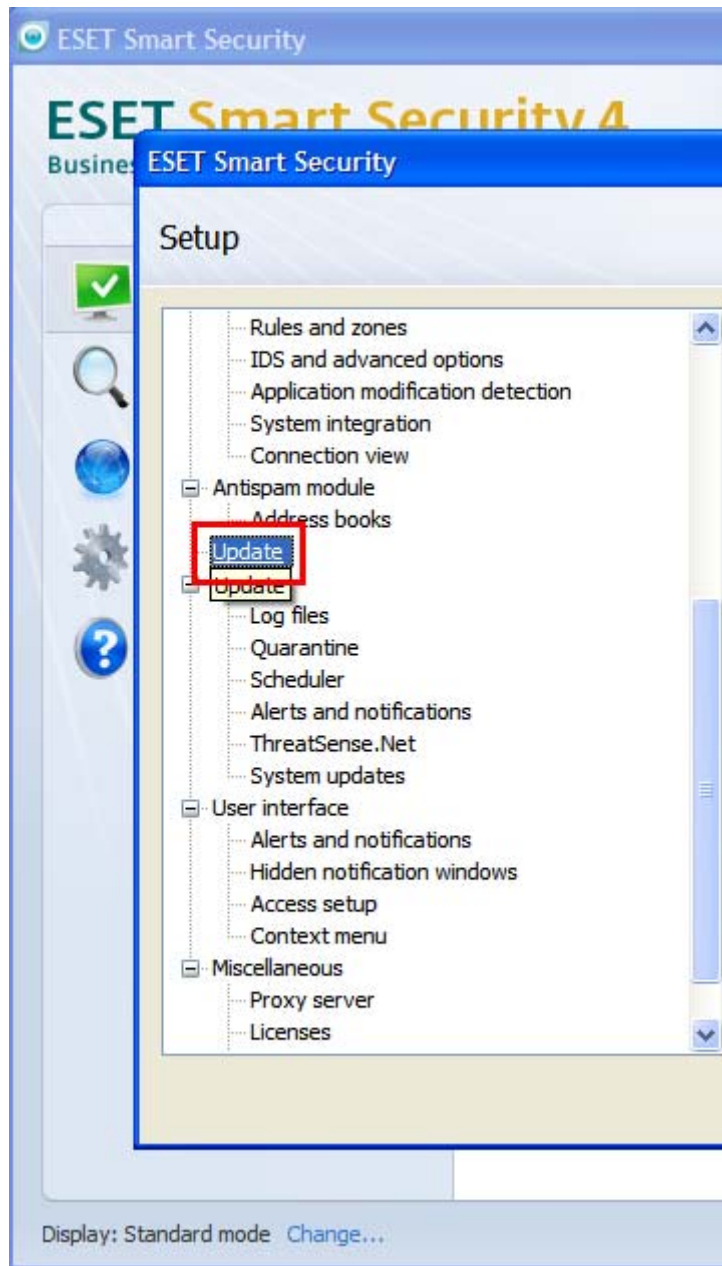 ESET Smart Security
ESET Smart Security 4
ESET Smart Security
Setup
Rules and zones
IDS and advanced options
Application modification detection
System integration
Connection view
Antispam module
Address books
Update
Update
Log files
Quarantine
Scheduler
Alerts and notifications
ThreatSense.Net
System updates
User interface
Alerts and notifications
Hidden notification windows
Access setup
Context menu
Miscellaneous
Proxy server
Licenses
Display: Standard mode Change...